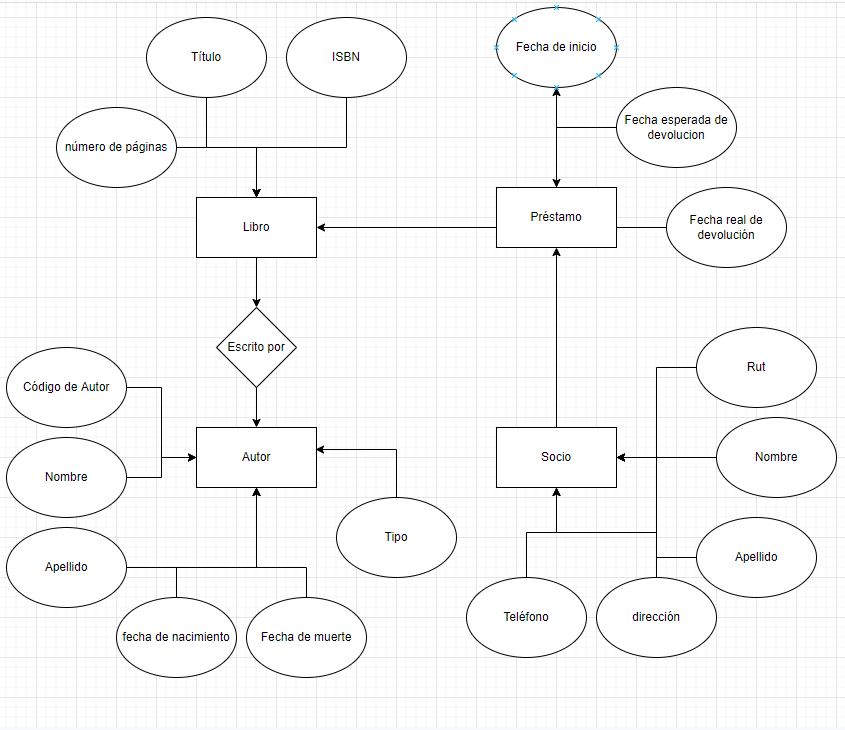 Título
ISBN
Fecha de inicio
número de páginas
Fecha esperada de
devolucion
Libro
Préstamo
Fecha real de
devolución
Escrito por
Código de Autor
Rut
Nombre
Autor
Socio
Nombre
Apellido
Tipo
Apellido
fecha de nacimiento
Fecha de muerte
Teléfono
dirección